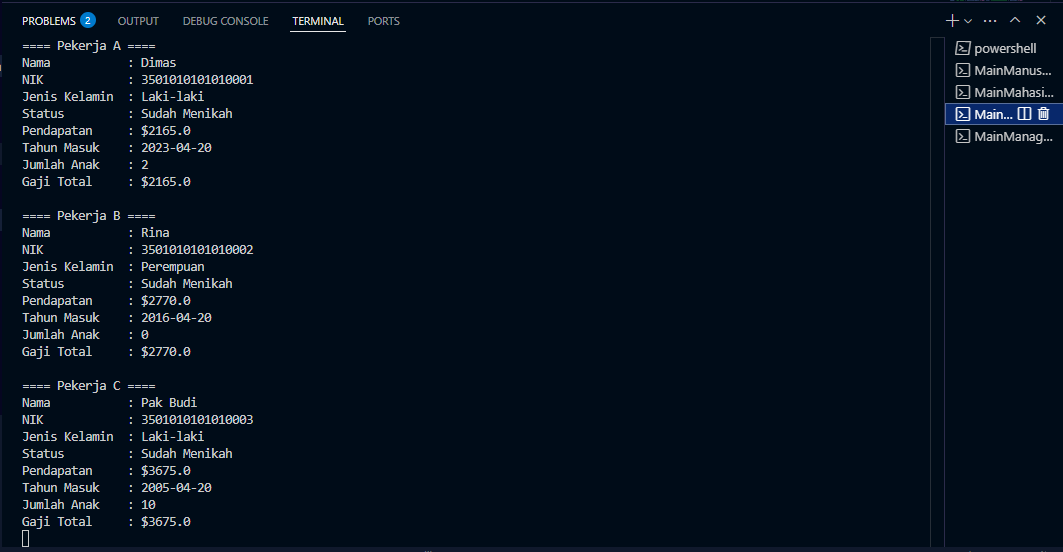 PROBLEMS 2 OUTPUT DEBUG CONSOLE TERMINAL PORTS
==== Pekerja A ====
Nama : Dimas
NIK : 3501010101010001
Jenis Kelamin : Laki-laki
Status : Sudah Menikah
Pendapatan : $2165.0
Tahun Masuk : 2023-04-20
Jumlah Anak : 2
Gaji Total : $2165.0
==== Pekerja B ====
Nama : Rina
NIK : 3501010101010002
Jenis Kelamin : Perempuan
Status : Sudah Menikah
Pendapatan : $2770.0
Tahun Masuk : 2016-04-20
Jumlah Anak : 0
Gaji Total : $2770.0
==== Pekerja C ====
Nama : Pak Budi
NIK : 3501010101010003
Jenis Kelamin : Laki-laki
Status : Sudah Menikah
Pendapatan : $3675.0
Tahun Masuk : 2005-04-20
Jumlah Anak : 10
Gaji Total : $3675.0
powershell
MainManus...
MainMahasi...
Main...
MainManag...